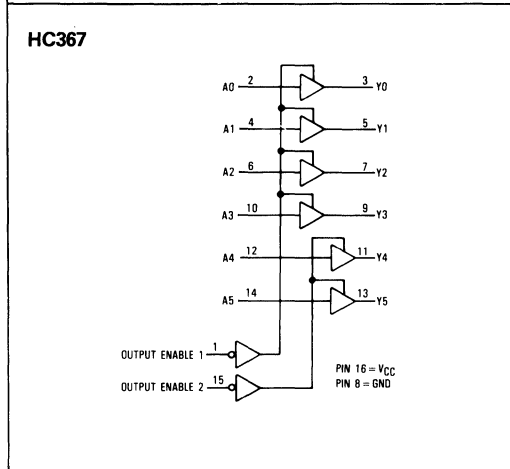 HC367
A0 2 3 Y0
A1 4 5 Y1
A2 6 7 Y2
A3 10 9 Y3
A4 12 11 Y4
A5 14 13 Y5
OUTPUT ENABLE 1 1
OUTPUT ENABLE 2 15
PIN 16 = VCC
PIN 8 = GND